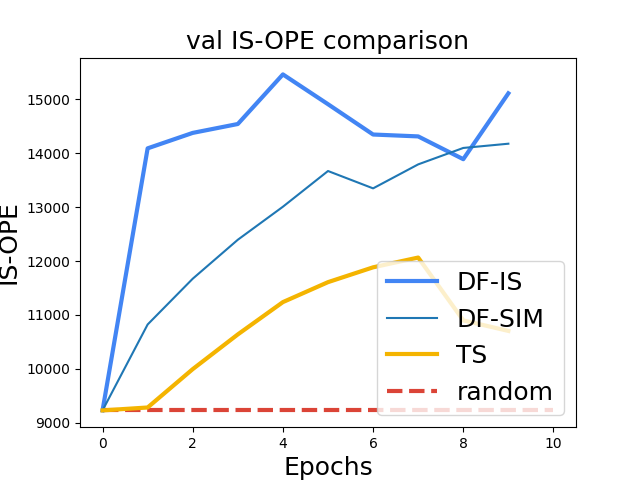 val IS-OPE comparison
IS-OPE
15000
14000
13000
12000
11000
10000
9000
DF-IS
DF-SIM
TS
random
0 2 4 6 8 10
Epochs